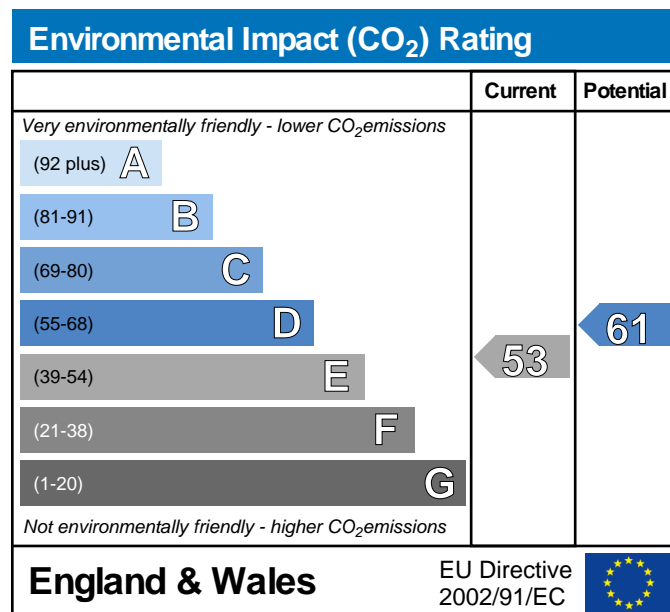 Environmental Impact (CO₂) Rating
Current Potential
Very environmentally friendly - lower CO₂emissions
(92 plus) A
(81-91) B
(69-80) C
(55-68) D
61
(39-54) E
53
(21-38) F
(1-20) G
Not environmentally friendly - higher CO₂emissions
England & Wales
EU Directive
2002/91/EC